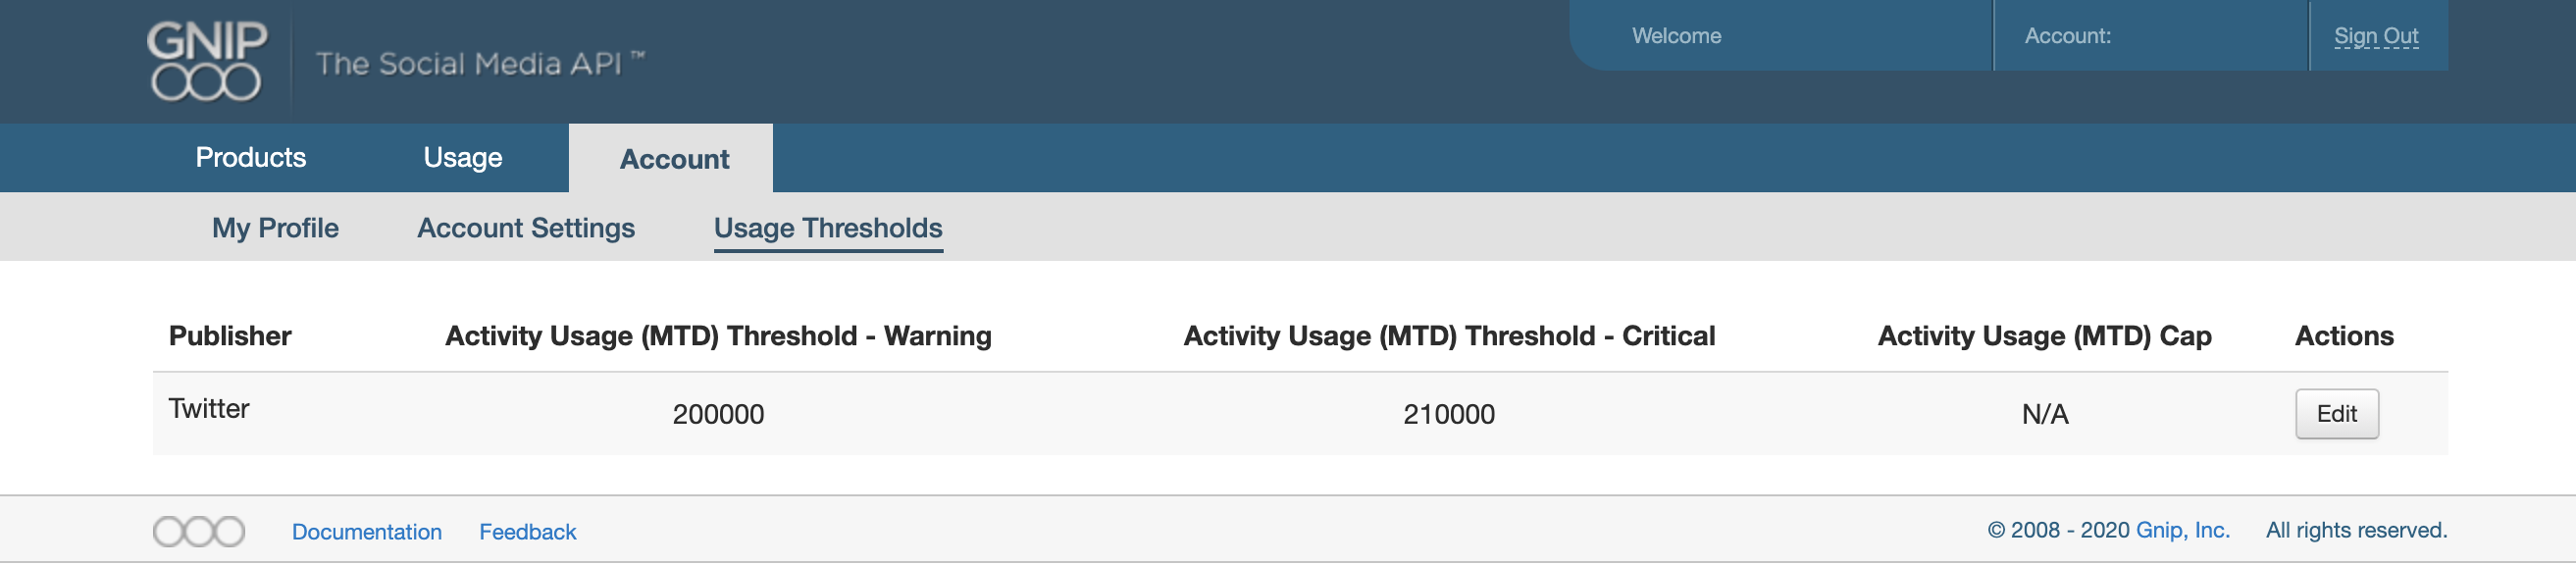 GNIP
The Social Media API ™
Welcome
Account:
Sign Out
Products
Usage
Account
My Profile
Account Settings
Usage Thresholds
Publisher
Activity Usage (MTD) Threshold - Warning
Activity Usage (MTD) Threshold - Critical
Activity Usage (MTD) Cap
Actions
Twitter
200000
210000
N/A
Edit
Documentation
Feedback
© 2008 - 2020 Gnip, Inc.
All rights reserved.